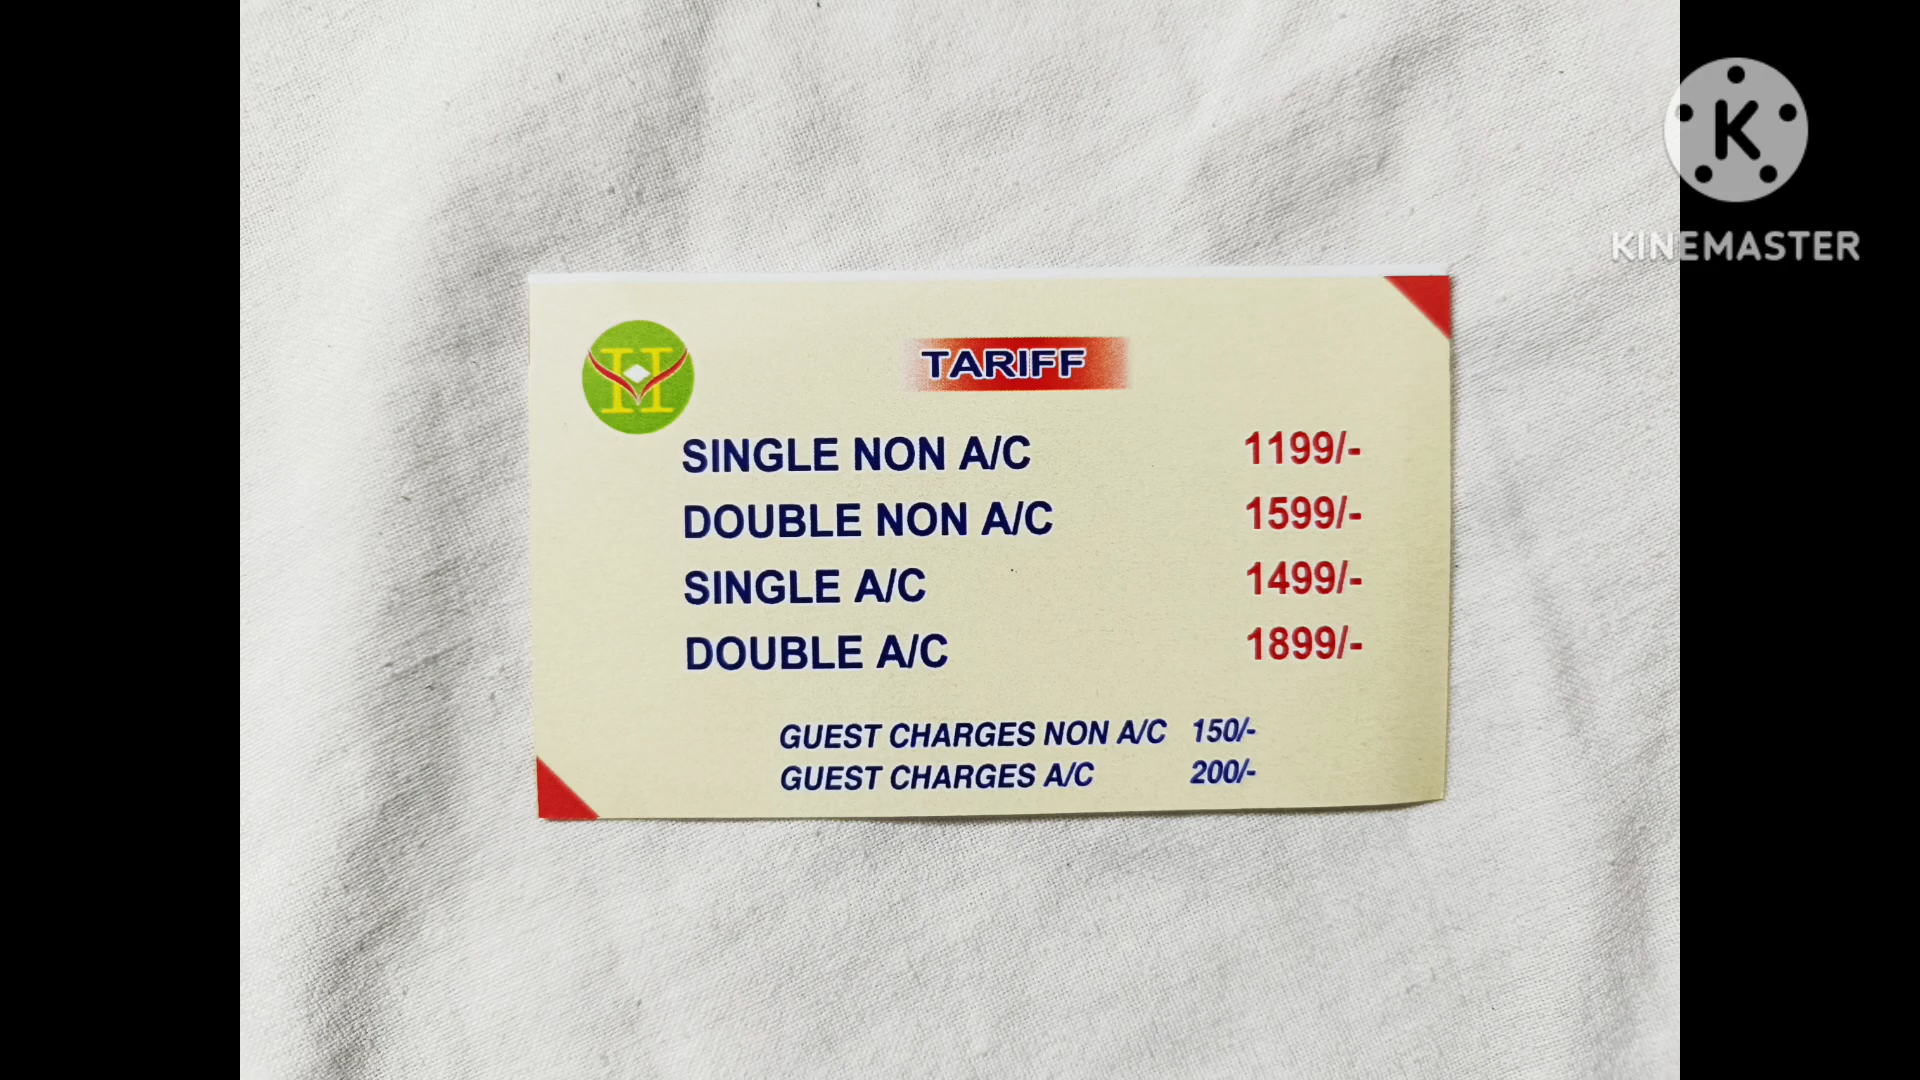 K
KINEMASTER
H
TARIFF
SINGLE NON A/C 1199/-
DOUBLE NON A/C 1599/-
SINGLE A/C 1499/-
DOUBLE A/C 1899/-
GUEST CHARGES NON A/C 150/-
GUEST CHARGES A/C 200/-